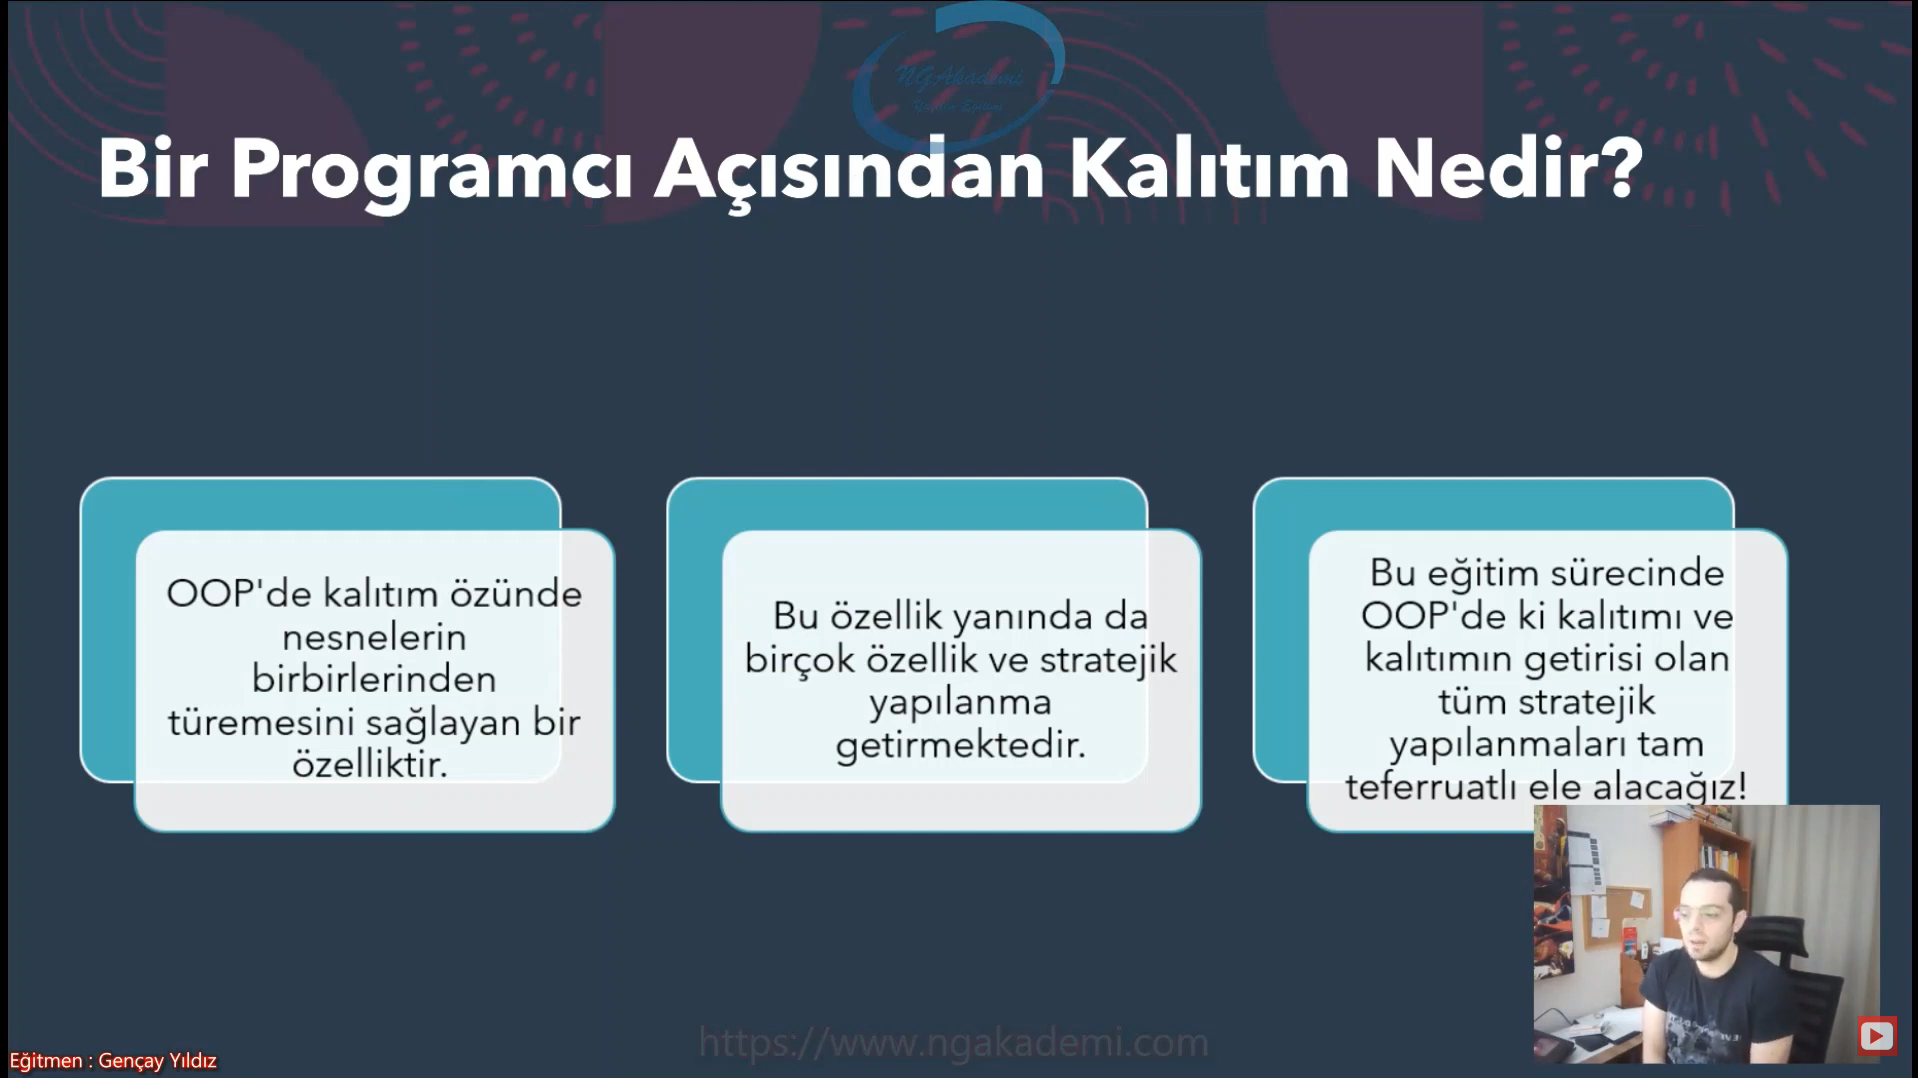 NGAkademi
Yazılım Eğitimi
Bir Programcı Açısından Kalıtım Nedir?
OOP'de kalıtım özünde
nesnelerin
birbirlerinden
türemesini sağlayan bir
özelliktir.
Bu özellik yanında da
birçok özellik ve stratejik
yapılanma
getirmektedir.
Bu eğitim sürecinde
OOP'de ki kalıtımı ve
kalıtımın getirisi olan
tüm stratejik
yapılanmaları tam
teferruatlı ele alacağız!
https://www.ngakademi.com
Eğitmen : Gençay Yıldız